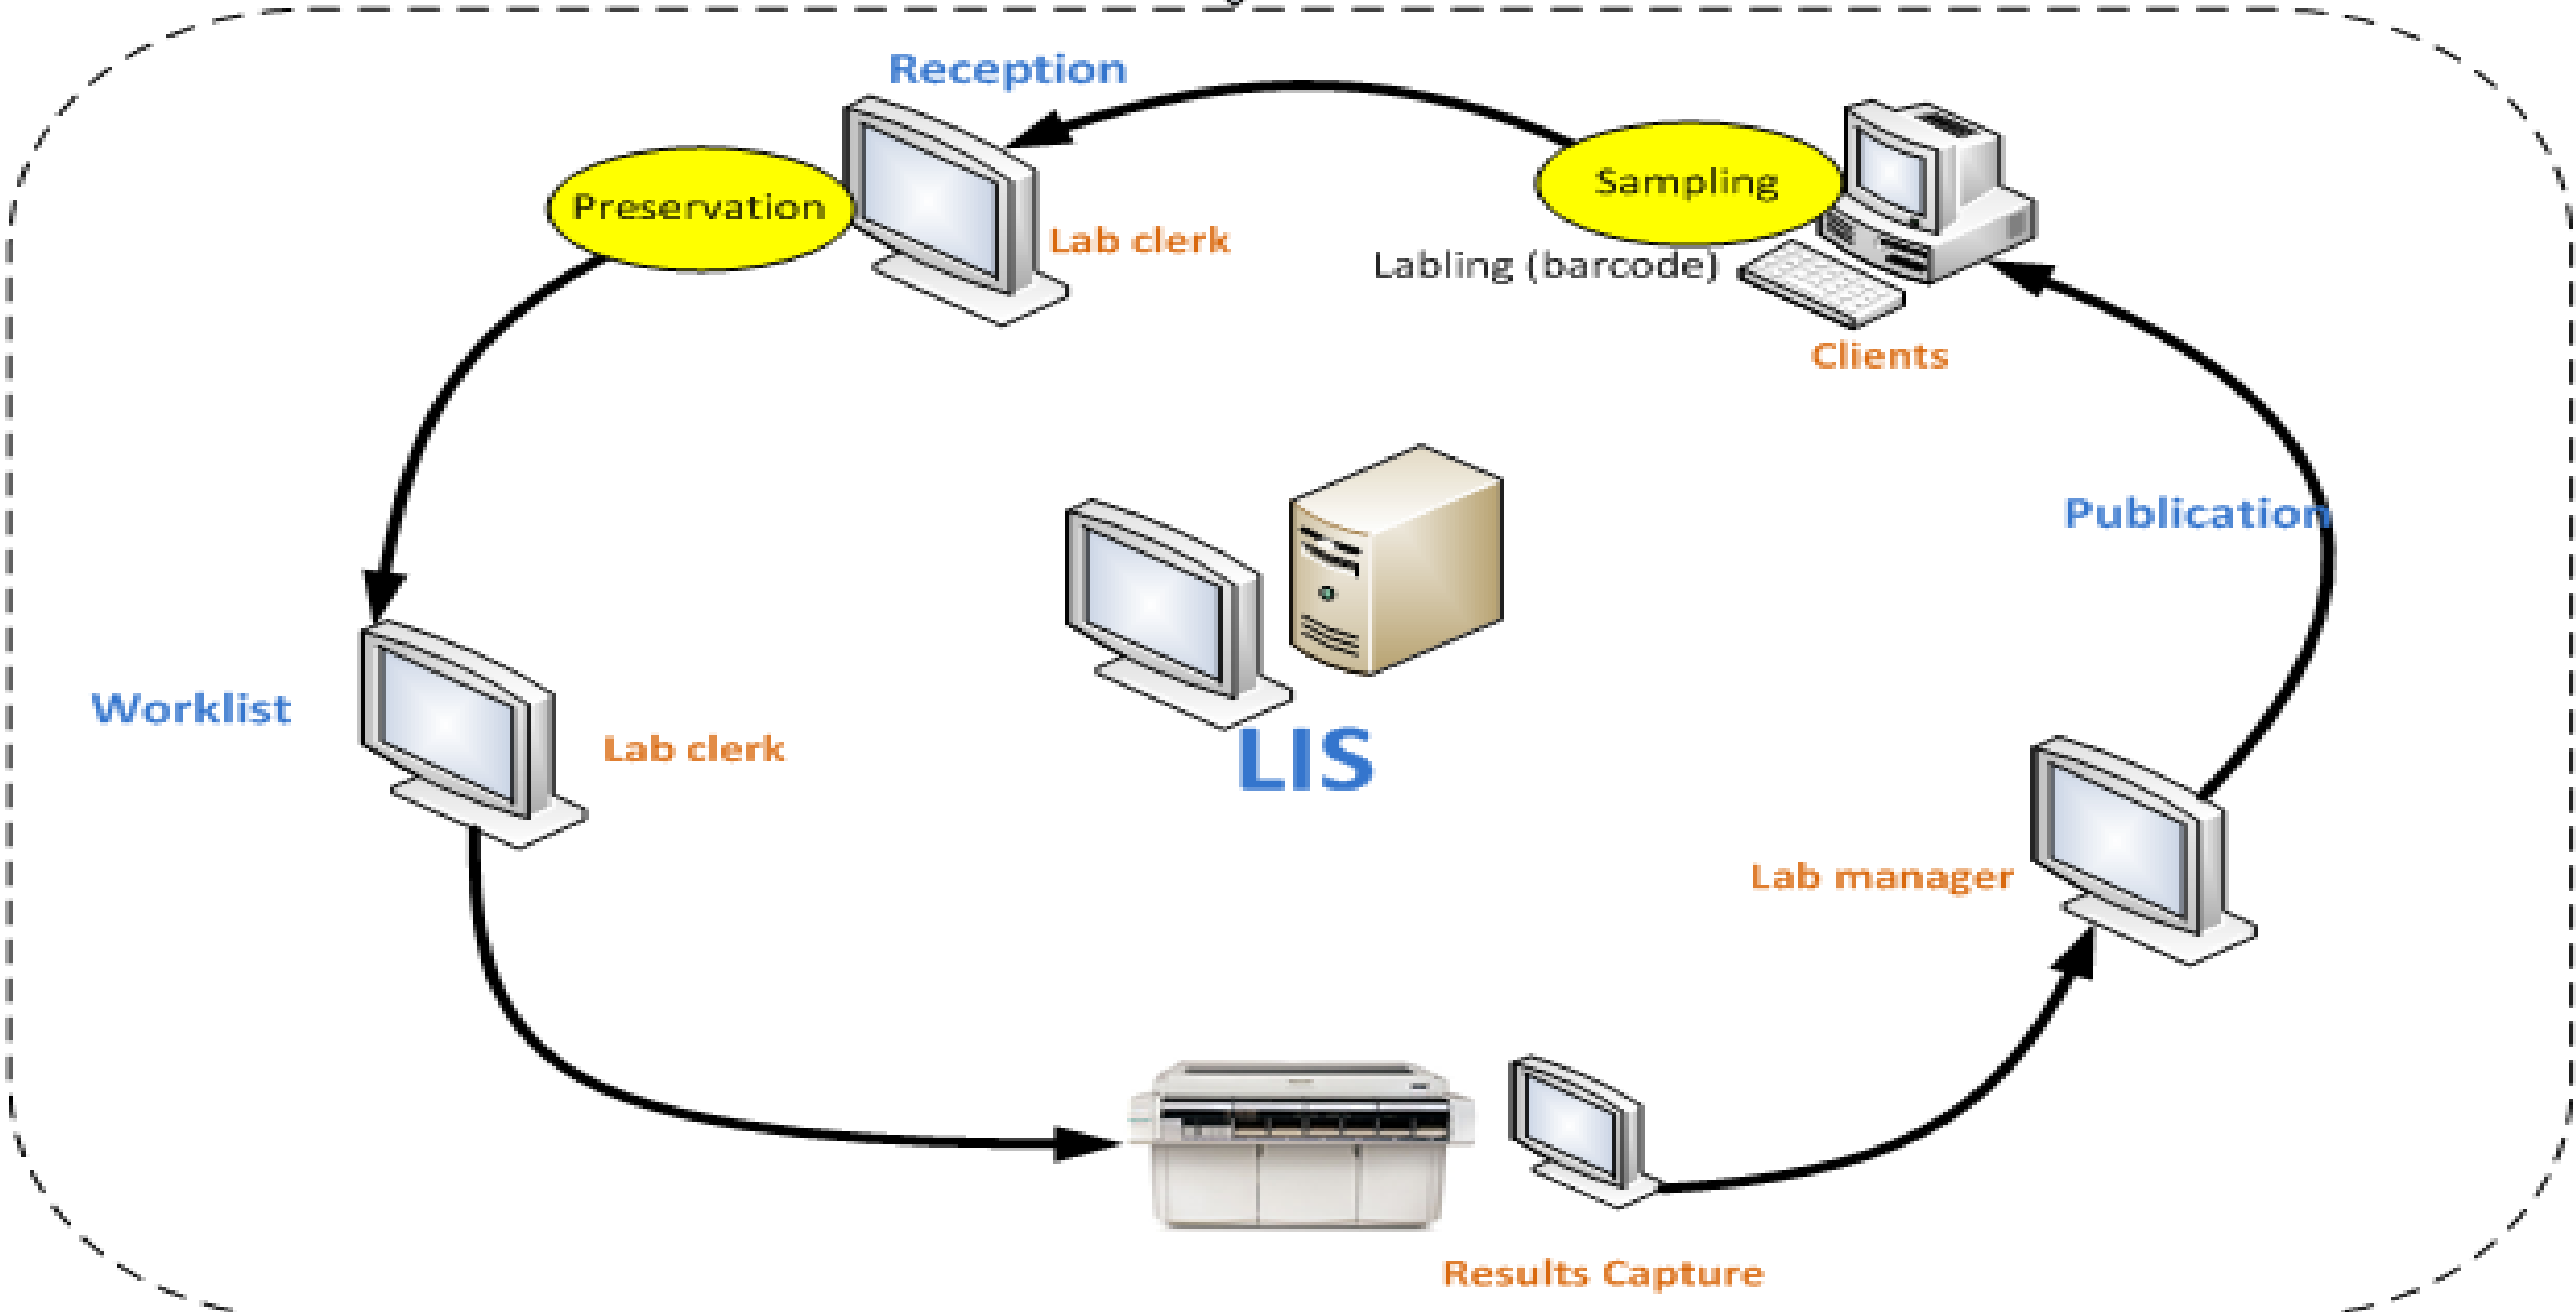 Reception
Sampling
Preservation
Lab clerk
Labling (barcode)
Clients
Publication
Worklist
Lab clerk
LIS
Lab manager
Results Capture